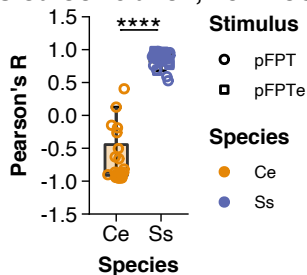 ****
Pearson's R
1.5
1.0
0.5
0.0
-0.5
-1.0
-1.5
Ce Ss
Species
Stimulus
pFPT
pFPTe
Species
Ce
Ss